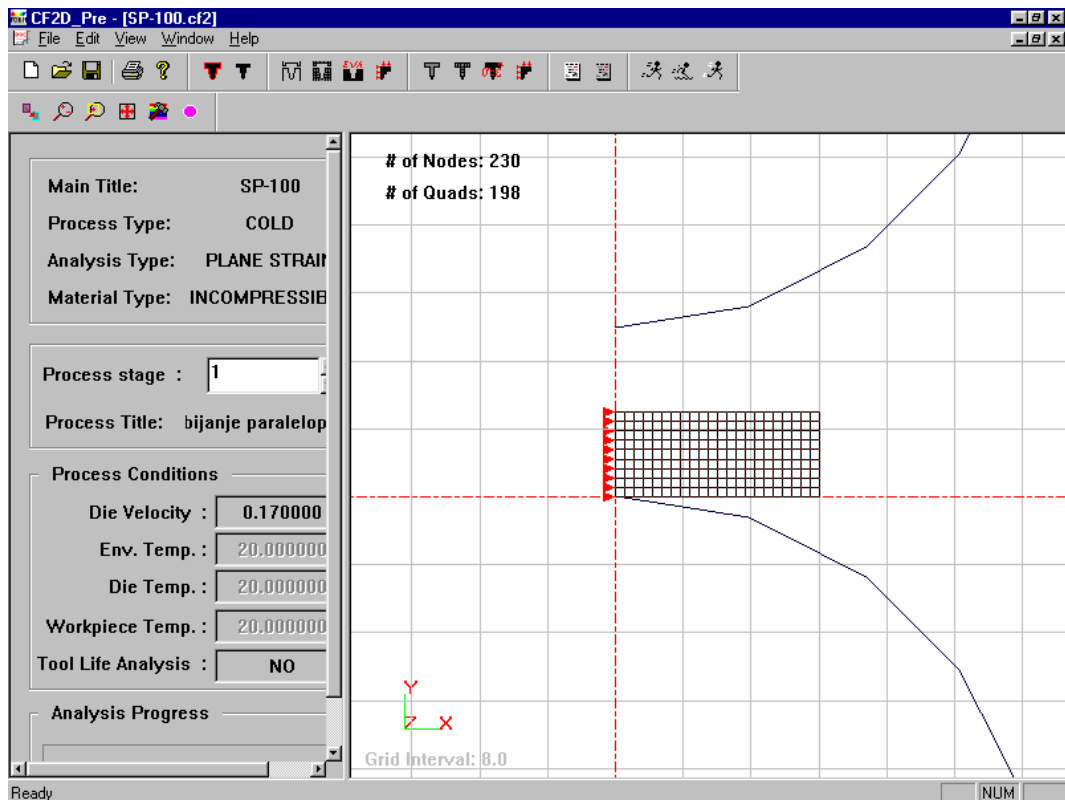 CF2D_Pre - [SP-100.cf2]
File Edit View Window Help
Main Title: SP-100
Process Type: COLD
Analysis Type: PLANE STRAIN
Material Type: INCOMPRESSIB
Process stage : 1
Process Title: bijanje paralelop
Process Conditions
Die Velocity : 0.170000
Env. Temp. : 20.000000
Die Temp. : 20.000000
Workpiece Temp. : 20.000000
Tool Life Analysis : NO
Analysis Progress
# of Nodes: 230
# of Quads: 198
Y
Z X
Grid Interval: 8.0
Ready NUM